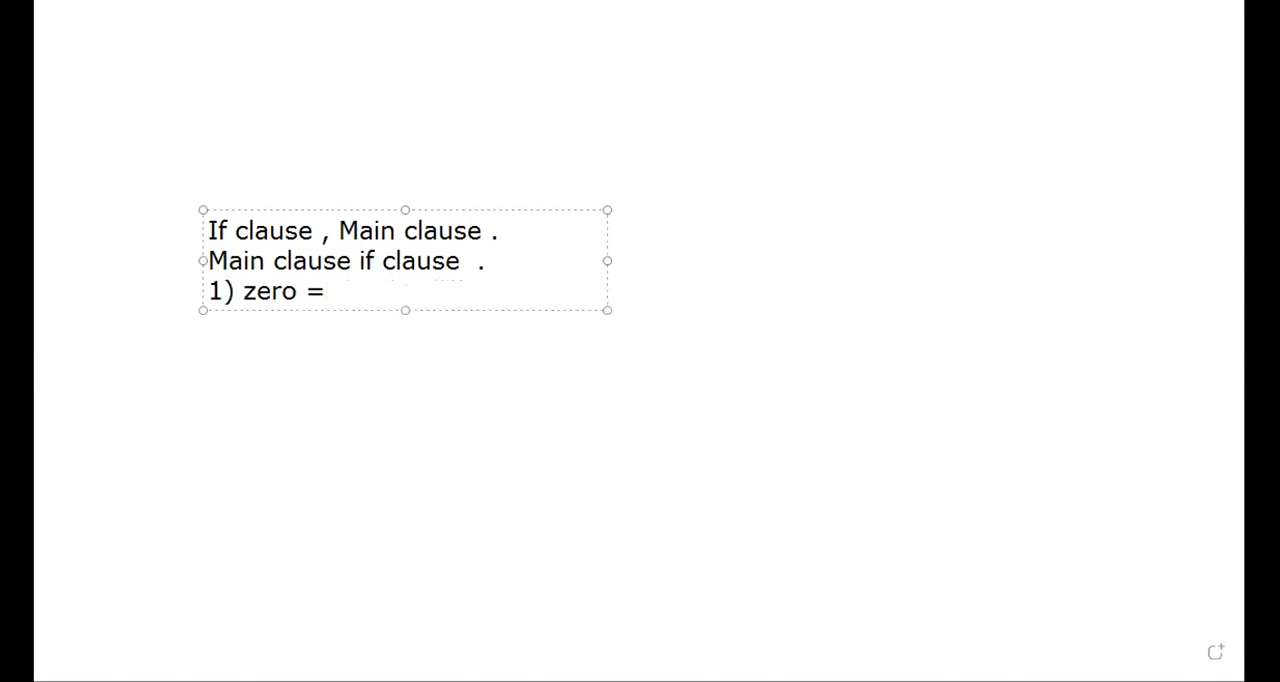 If clause , Main clause .
Main clause if clause  .
1) zero =